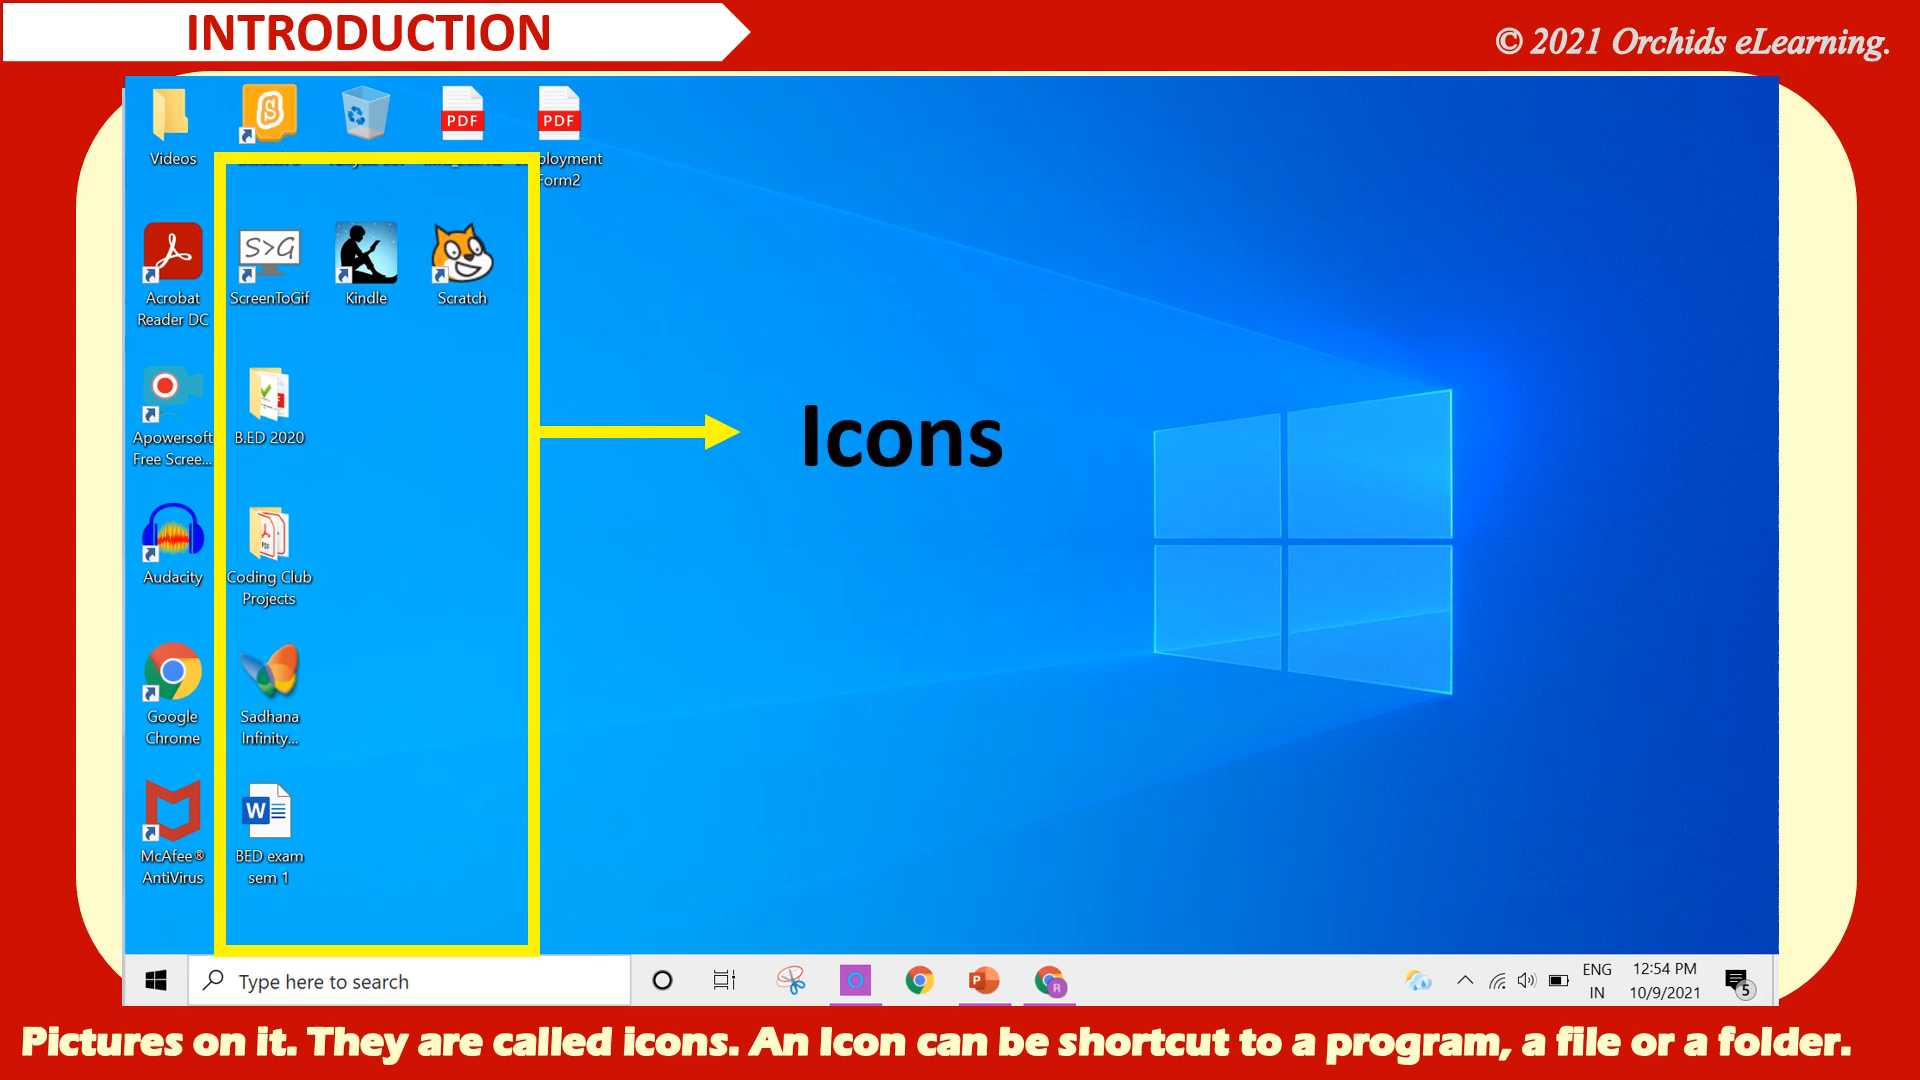 INTRODUCTION
© 2021 Orchids eLearning.
PDF
PDF
Videos
ployment
Form2
S>G
Acrobat
Reader DC
ScreenToGif
Kindle
Scratch
Apowersoft
Free Scree...
B.ED 2020
Icons
Audacity
Coding Club
Projects
Google
Chrome
Sadhana
Infinity...
W
McAfee®
AntiVirus
BED exam
sem 1
Type here to search
P
R
ENG
IN
12:54 PM
10/9/2021
5
Pictures on it. They are called icons. An Icon can be shortcut to a program, a file or a folder.